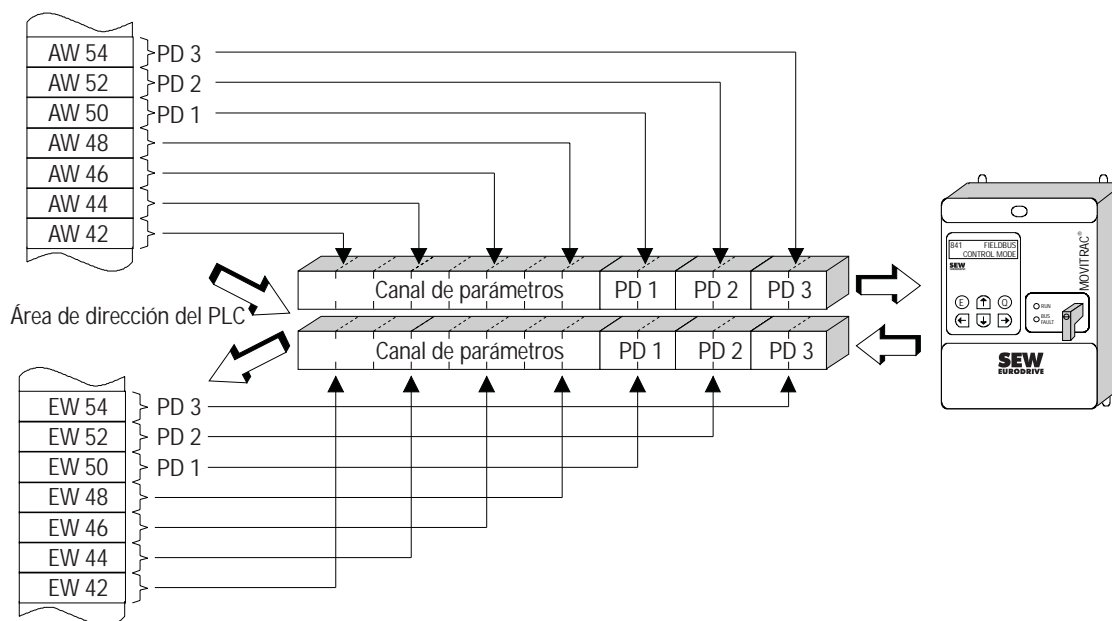 AW 54 PD 3
AW 52 PD 2
AW 50 PD 1
AW 48
AW 46
AW 44
AW 42
Canal de parámetros PD 1 PD 2 PD 3
Área de dirección del PLC
Canal de parámetros PD 1 PD 2 PD 3
EW 54 PD 3
EW 52 PD 2
EW 50 PD 1
EW 48
EW 46
EW 44
EW 42
841 FIELDBUS
CONTROL MODE
SEW
E Q
RUN
BUS
FAULT
MOVITRAC®
SEW
EURODRIVE